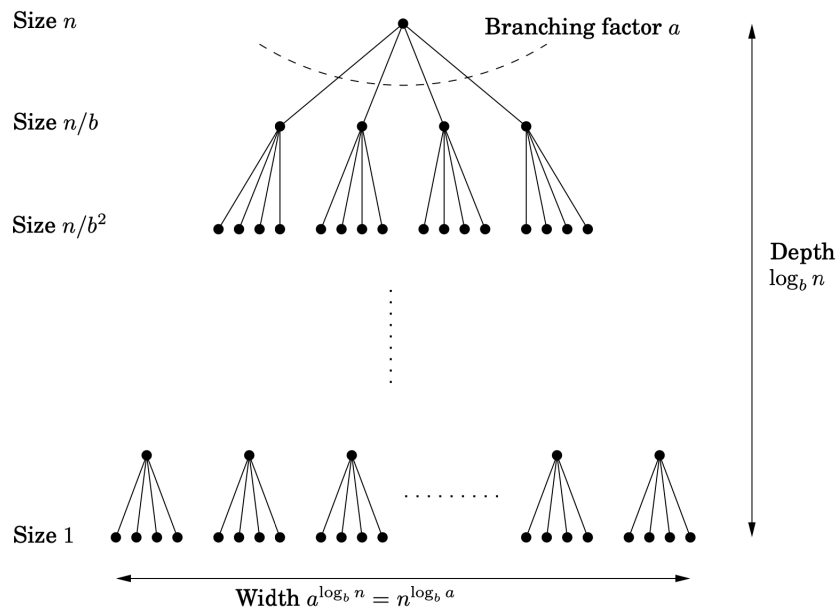 Size n
Branching factor a
Size n/b
Size n/b²
Depth
log_b n
Size 1
Width a^{log_b n} = n^{log_b a}